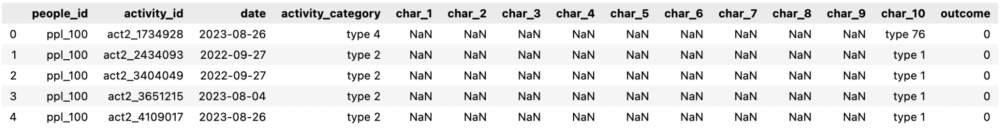 people_id activity_id date activity_category char_1 char_2 char_3 char_4 char_5 char_6 char_7 char_8 char_9 char_10 outcome
0 ppl_100 act2_1734928 2023-08-26 type 4 NaN NaN NaN NaN NaN NaN NaN NaN NaN type 76 0
1 ppl_100 act2_2434093 2022-09-27 type 2 NaN NaN NaN NaN NaN NaN NaN NaN NaN type 1 0
2 ppl_100 act2_3404049 2022-09-27 type 2 NaN NaN NaN NaN NaN NaN NaN NaN NaN type 1 0
3 ppl_100 act2_3651215 2023-08-04 type 2 NaN NaN NaN NaN NaN NaN NaN NaN NaN type 1 0
4 ppl_100 act2_4109017 2023-08-26 type 2 NaN NaN NaN NaN NaN NaN NaN NaN NaN type 1 0